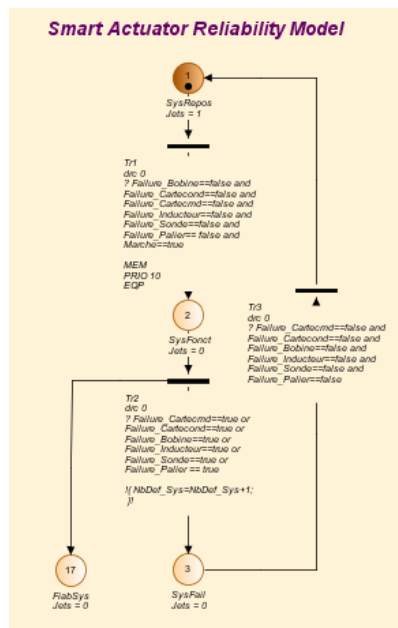 Smart Actuator Reliability Model
1
SysRepos
Jets = 1
Tr1
drc 0
? Failure_Bobine==false and
Failure_Cartecond==false and
Failure_Cartecmd==false and
Failure_Inducteur==false and
Failure_Sonde==false and
Failure_Palier== false and
Marche==true
MEM
PRIO 10
EQP
2
SysFonct
Jets = 0
Tr3
drc 0
? Failure_Cartecmd==false and
Failure_Cartecond==false and
Failure_Bobine==false and
Failure_Inducteur==false and
Failure_Sonde==false and
Failure_Palier==false
Tr2
drc 0
? Failure_Cartecmd==true or
Failure_Cartecond==true or
Failure_Bobine==true or
Failure_Inducteur==true or
Failure_Sonde==true or
Failure_Palier == true
!{ NbDef_Sys=NbDef_Sys+1;
}!
17
FiabSys
Jets = 0
3
SysFail
Jets = 0